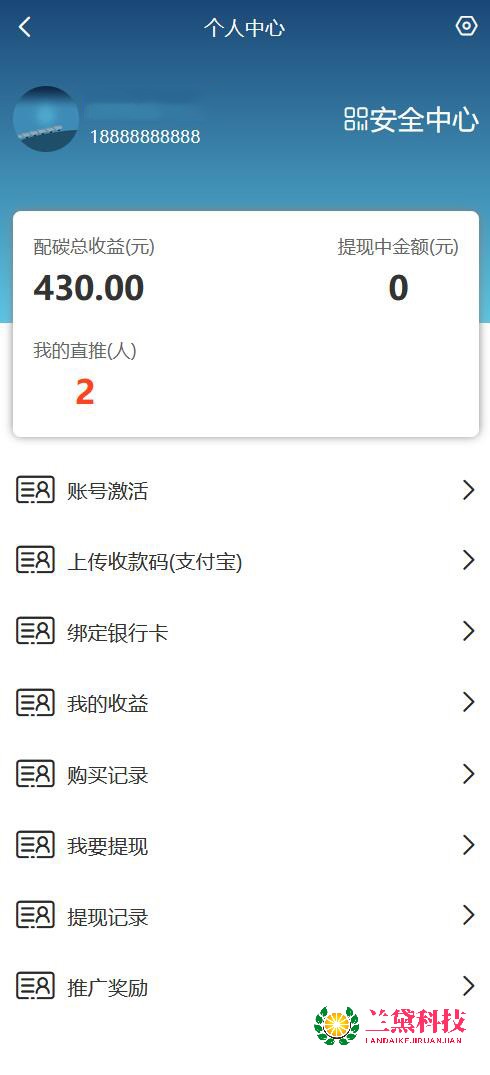 个人中心
18888888888
安全中心
配碳总收益(元)
提现中金额(元)
430.00
0
我的直推(人)
2
账号激活
上传收款码(支付宝)
绑定银行卡
我的收益
购买记录
我要提现
提现记录
推广奖励
兰黛科技
LANDAIKEJIRUANJIAN